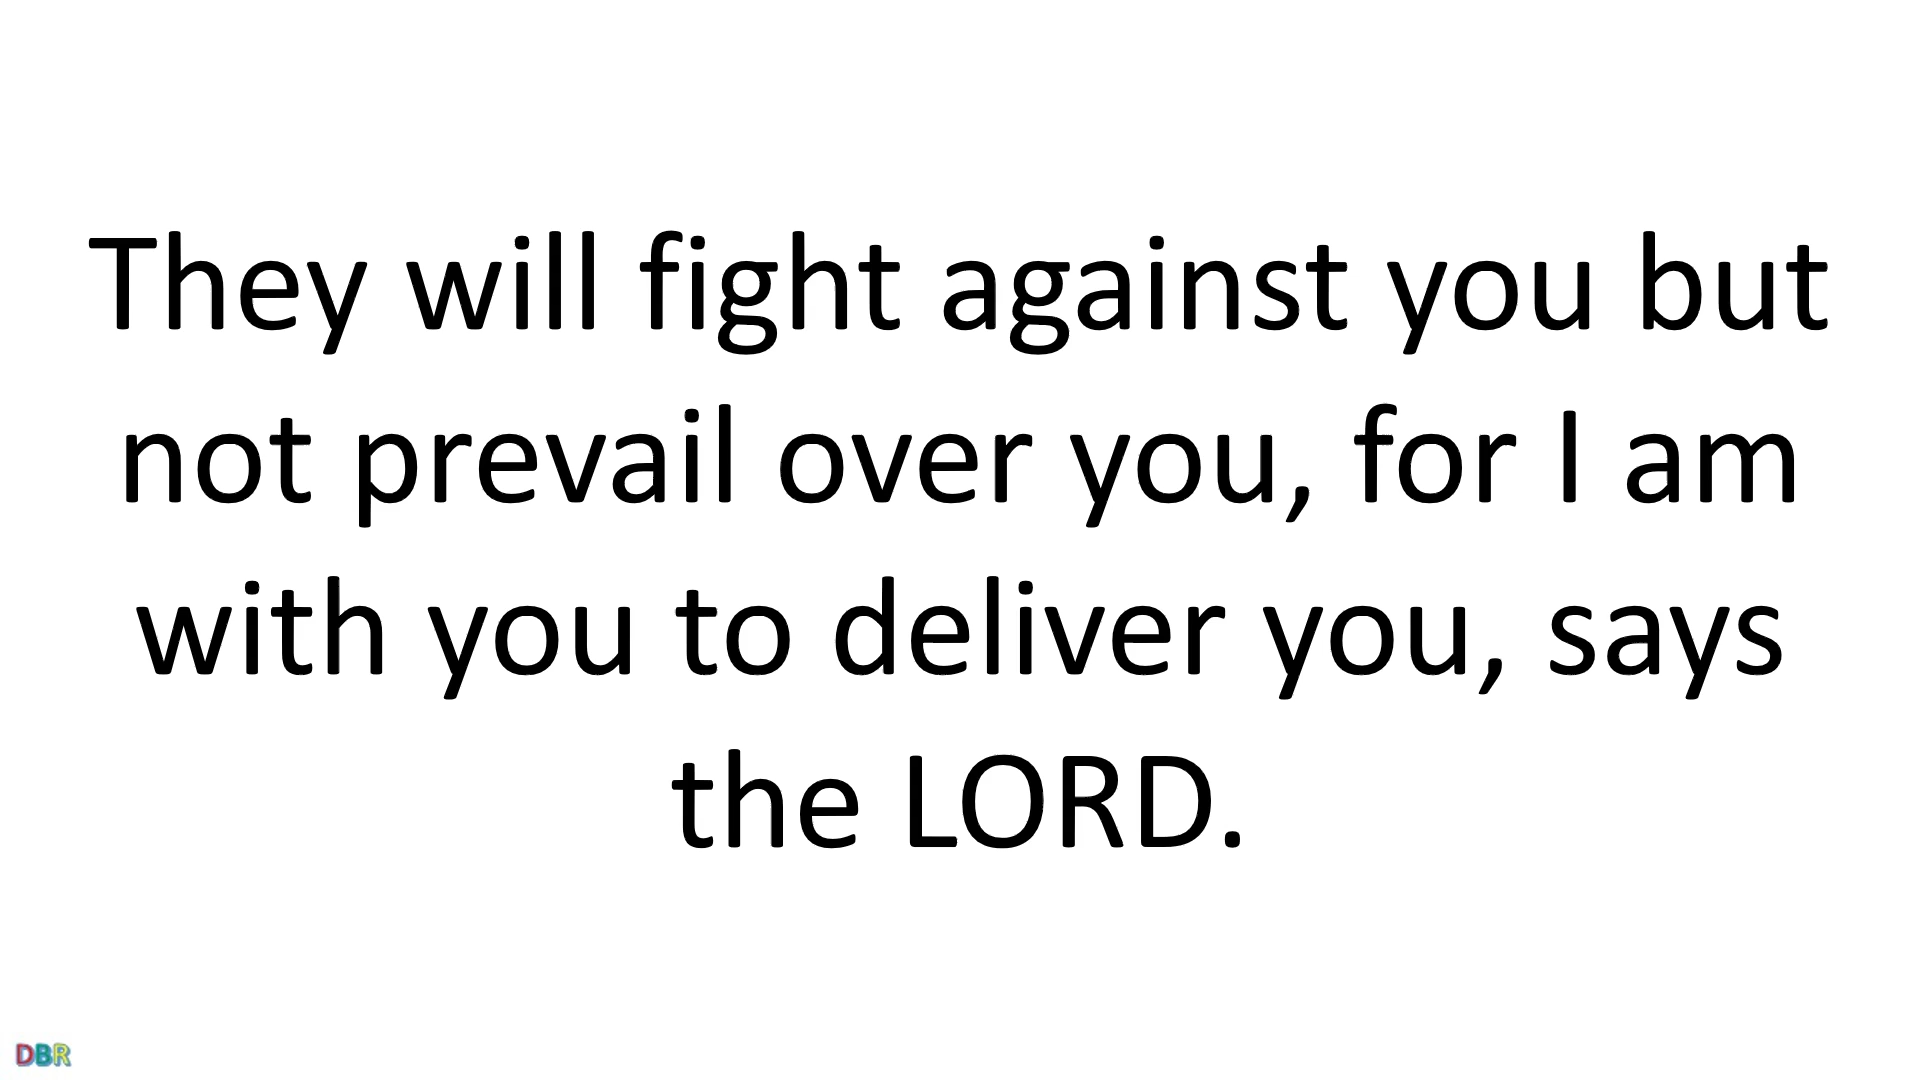 They will fight against you but
not prevail over you, for I am
with you to deliver you, says
the LORD.
DBR